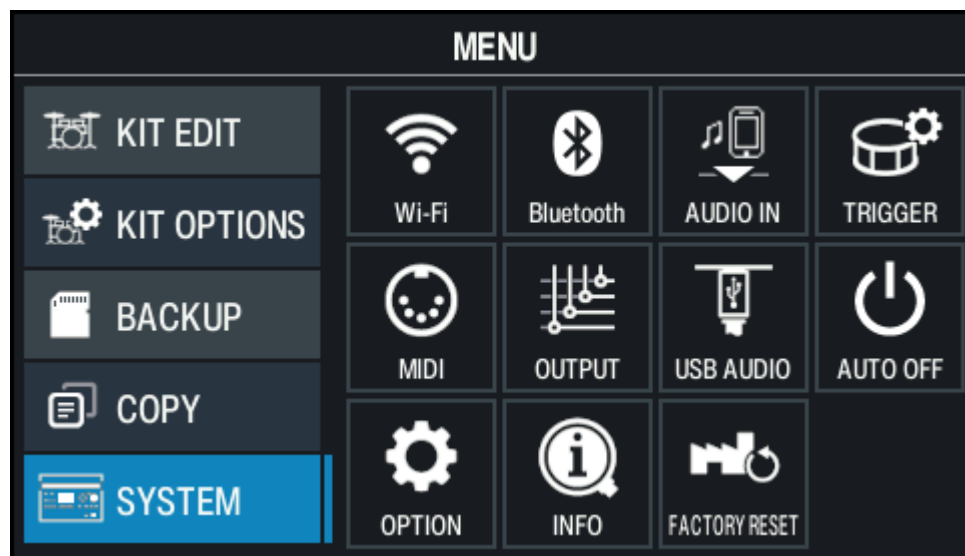 MENU
KIT EDIT
KIT OPTIONS
BACKUP
COPY
SYSTEM
Wi-Fi
Bluetooth
AUDIO IN
TRIGGER
MIDI
OUTPUT
USB AUDIO
AUTO OFF
OPTION
INFO
FACTORY RESET